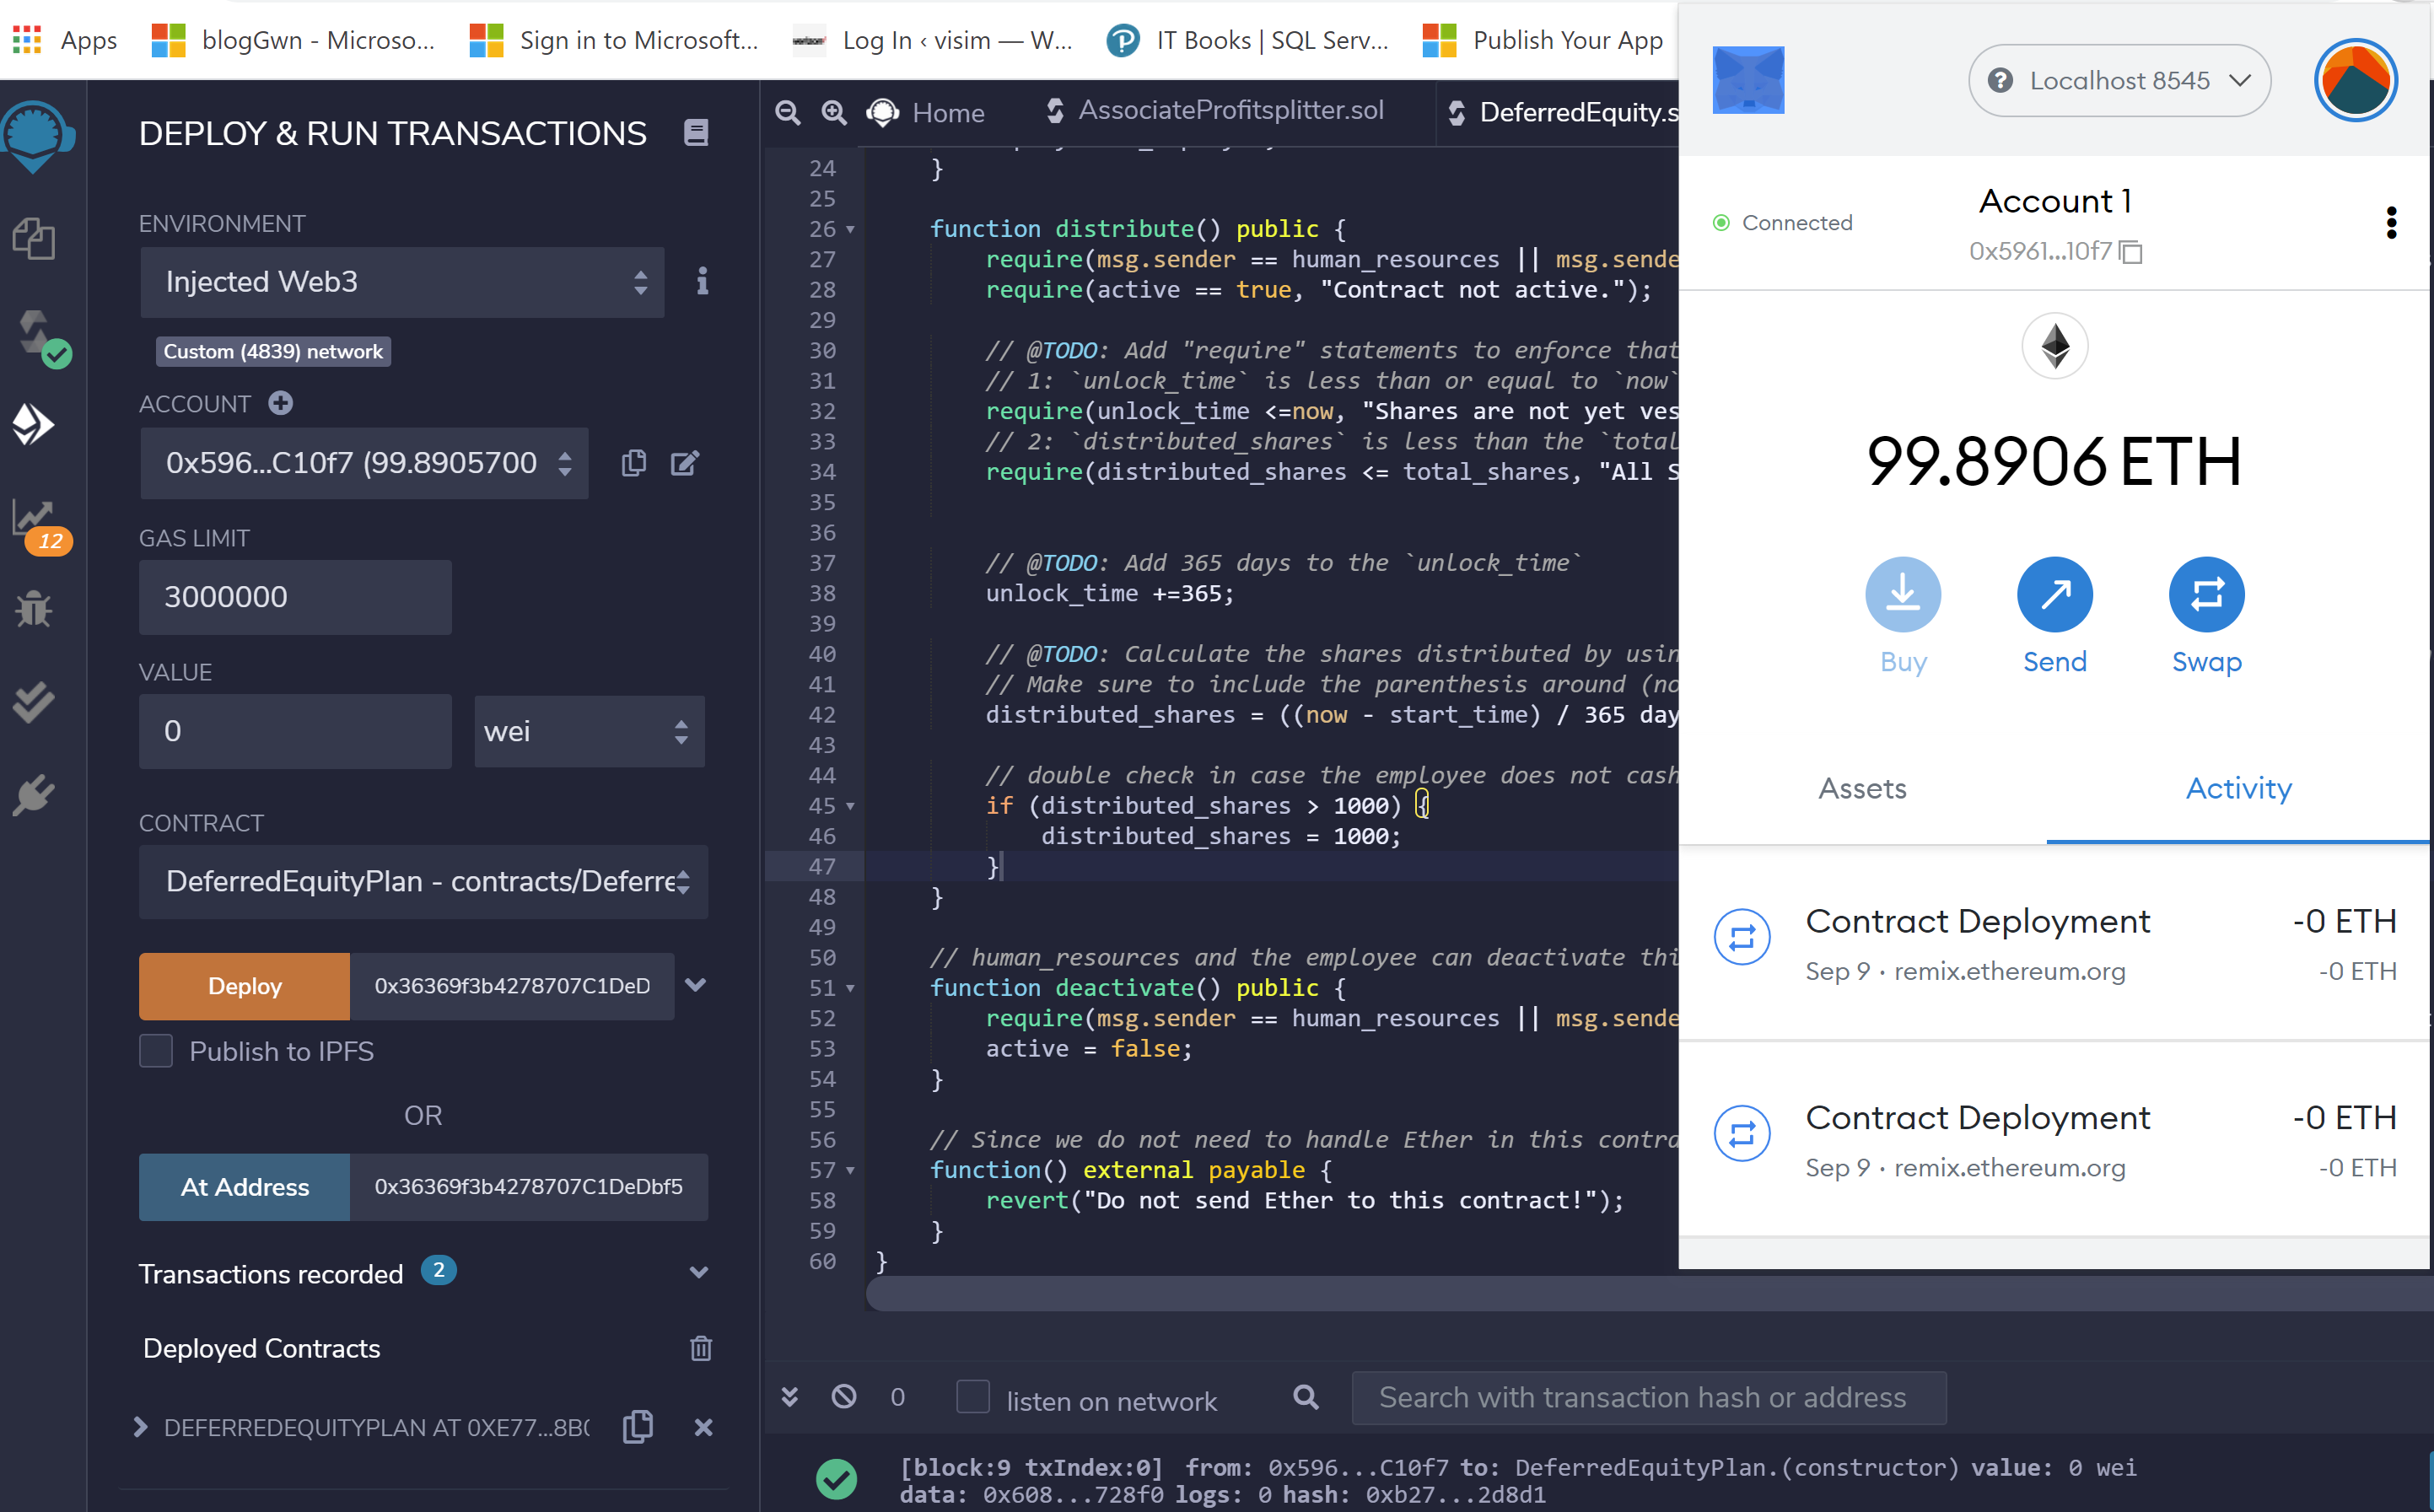 Apps
blogGwn - Microso...
Sign in to Microsoft...
Log In ‹ visim — W...
IT Books | SQL Serv...
Publish Your App
DEPLOY & RUN TRANSACTIONS
ENVIRONMENT
Injected Web3
Custom (4839) network
ACCOUNT
0x596...C10f7 (99.8905700
GAS LIMIT
3000000
12
VALUE
0
wei
CONTRACT
DeferredEquityPlan - contracts/Deferre
Deploy
0x36369f3b4278707C1DeD
Publish to IPFS
OR
At Address
0x36369f3b4278707C1DeDbf5
Transactions recorded 2
Deployed Contracts
DEFERREDEQUITYPLAN AT 0XE77...8B
Home
AssociateProfitsplitter.sol
DeferredEquity.s
24 }
25
26 function distribute() public {
27 require(msg.sender == human_resources || msg.sende
28 require(active == true, "Contract not active.");
29
30 // @TODO: Add "require" statements to enforce that
31 // 1: `unlock_time` is less than or equal to `now`
32 require(unlock_time <=now, "Shares are not yet ves
33 // 2: `distributed_shares` is less than the `total
34 require(distributed_shares <= total_shares, "All S
35
36
37 // @TODO: Add 365 days to the `unlock_time`
38 unlock_time +=365;
39
40 // @TODO: Calculate the shares distributed by usin
41 // Make sure to include the parenthesis around (no
42 distributed_shares = ((now - start_time) / 365 day
43
44 // double check in case the employee does not cash
45 if (distributed_shares > 1000) {
46 distributed_shares = 1000;
47 }
48 }
49
50 // human_resources and the employee can deactivate thi
51 function deactivate() public {
52 require(msg.sender == human_resources || msg.sende
53 active = false;
54 }
55
56 // Since we do not need to handle Ether in this contra
57 function() external payable {
58 revert("Do not send Ether to this contract!");
59 }
60 }
0
listen on network
Search with transaction hash or address
[block:9 txIndex:0] from: 0x596...C10f7 to: DeferredEquityPlan.(constructor) value: 0 wei
data: 0x608...728f0 logs: 0 hash: 0xb27...2d8d1
Localhost 8545
Connected
Account 1
0x5961...10f7
99.8906 ETH
Buy
Send
Swap
Assets
Activity
Contract Deployment
-0 ETH
Sep 9 · remix.ethereum.org
-0 ETH
Contract Deployment
-0 ETH
Sep 9 · remix.ethereum.org
-0 ETH